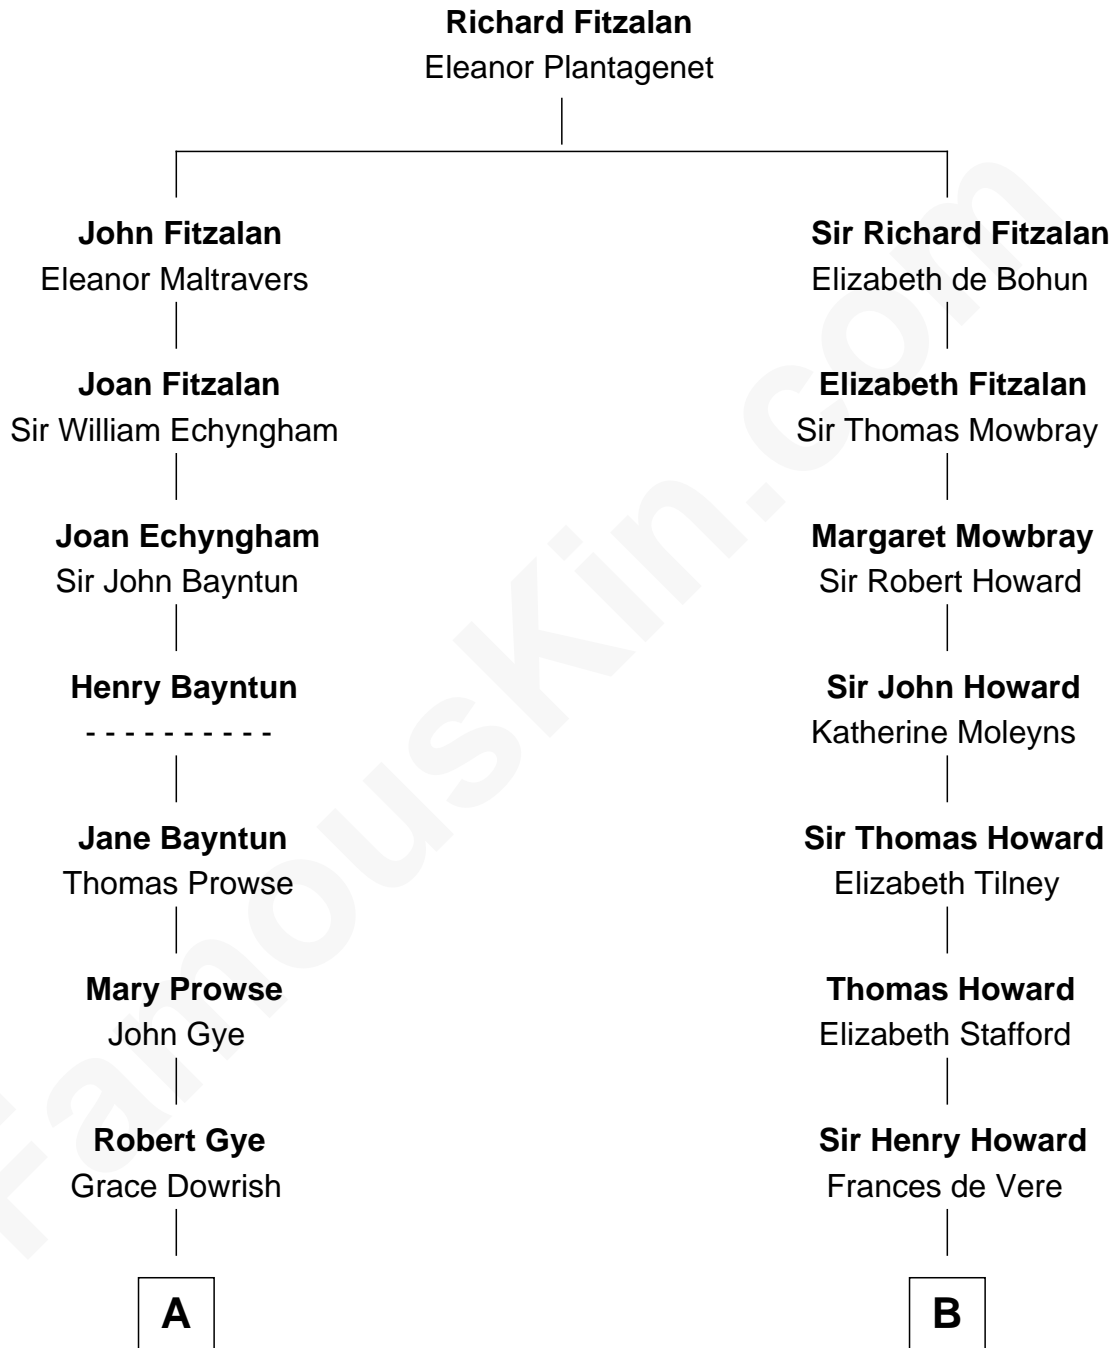 Richard Fitzalan
Eleanor Plantagenet
John Fitzalan
Eleanor Maltravers
Sir Richard Fitzalan
Elizabeth de Bohun
Joan Fitzalan
Sir William Echyngham
Elizabeth Fitzalan
Sir Thomas Mowbray
Joan Echyngham
Sir John Bayntun
Margaret Mowbray
Sir Robert Howard
Henry Bayntun
- - - - - - - - - -
Sir John Howard
Katherine Moleyns
Jane Bayntun
Thomas Prowse
Sir Thomas Howard
Elizabeth Tilney
Mary Prowse
John Gye
Thomas Howard
Elizabeth Stafford
Robert Gye
Grace Dowrish
Sir Henry Howard
Frances de Vere
A
B
FamousKin.com